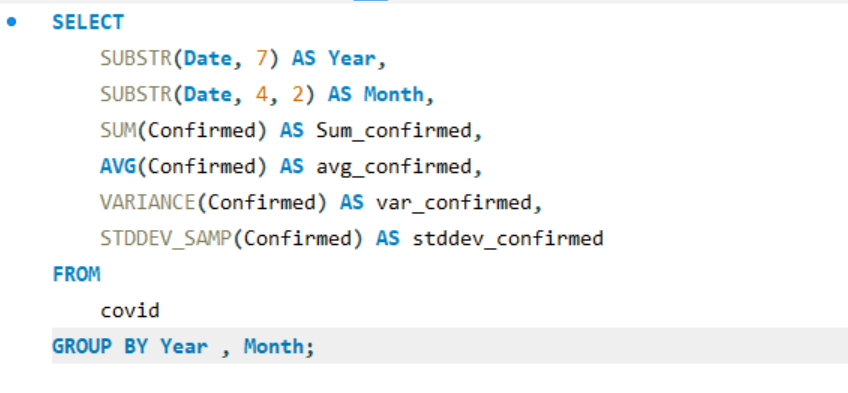 SELECT
SUBSTR(Date, 7) AS Year,
SUBSTR(Date, 4, 2) AS Month,
SUM(Confirmed) AS Sum_confirmed,
AVG(Confirmed) AS avg_confirmed,
VARIANCE(Confirmed) AS var_confirmed,
STDDEV_SAMP(Confirmed) AS stddev_confirmed
FROM
covid
GROUP BY Year , Month;